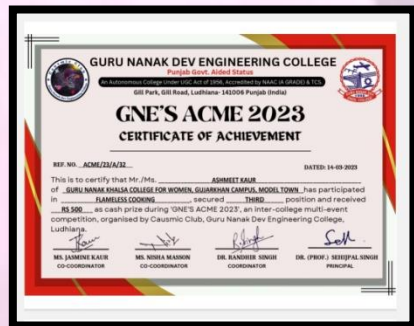 GURU NANAK DEV ENGINEERING COLLEGE
Punjab Govt. Aided Status
An Autonomous College Under UGC Act of 1956, Accredited by NAAC (A GRADE) & TCS.
Gill Park, Gill Road, Ludhiana- 141006 Punjab (India)
GNE'S ACME 2023
CERTIFICATE OF ACHIEVEMENT
REF. NO. ACME/23/A/32 DATED: 14-03-2023
This is to certify that Mr./Ms. ASHMEET KAUR
of GURU NANAK KHALSA COLLEGE FOR WOMEN, GUJARKHAN CAMPUS, MODEL TOWN has participated
in FLAMELESS COOKING, secured THIRD position and received
RS 500 as cash prize during 'GNE'S ACME 2023', an inter-college multi-event
competition, organised by Causmic Club, Guru Nanak Dev Engineering College,
Ludhiana.
MS. JASMINE KAUR MS. NISHA MASSON DR. RANDHIR SINGH DR. (PROF.) SEHIJPAL SINGH
CO-COORDINATOR CO-COORDINATOR COORDINATOR PRINCIPAL